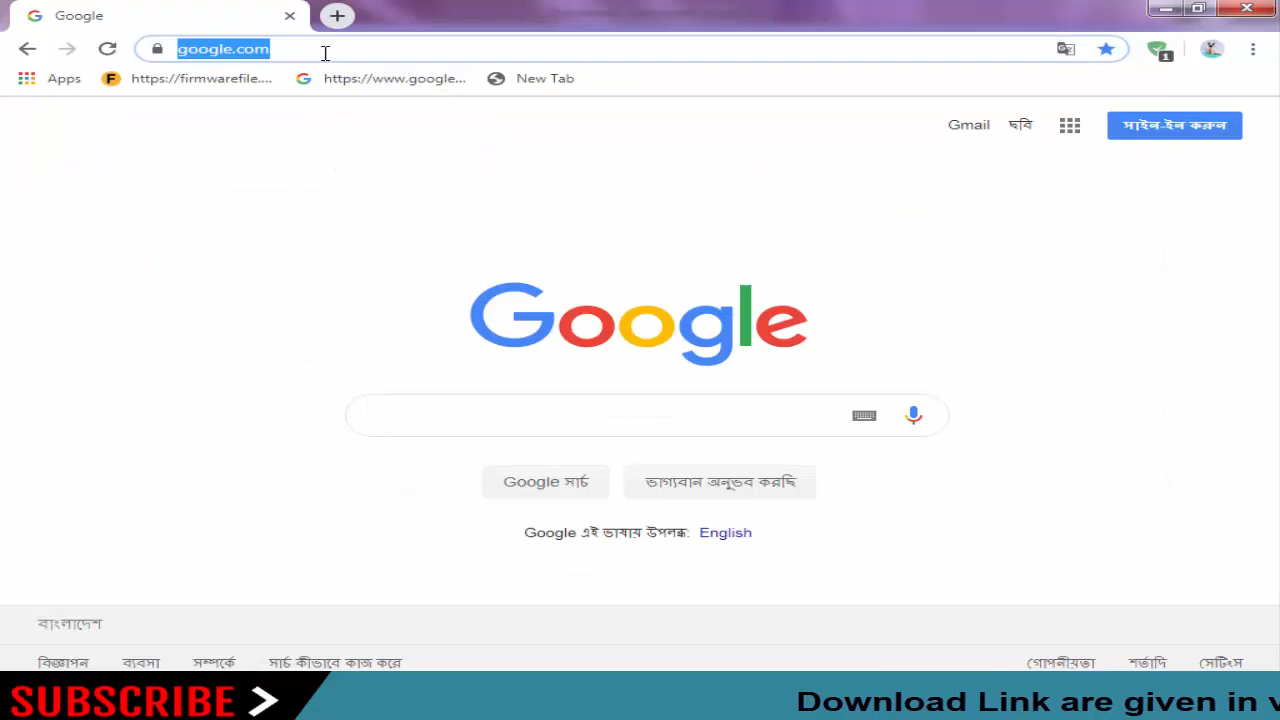 Google
google.com
1
Apps
https://firmwarefile....
https://www.google...
New Tab
Gmail
ছবি
সাইন-ইন করুন
Google
Google সার্চ
ভাগ্যবান অনুভব করছি
Google এই ভাষায় উপলব্ধ: English
বাংলাদেশ
বিজ্ঞাপন
ব্যবসা
সম্পর্কে
সার্চ কীভাবে কাজ করে
গোপনীয়তা
শর্তাদি
সেটিংস
SUBSCRIBE
Download Link are given in